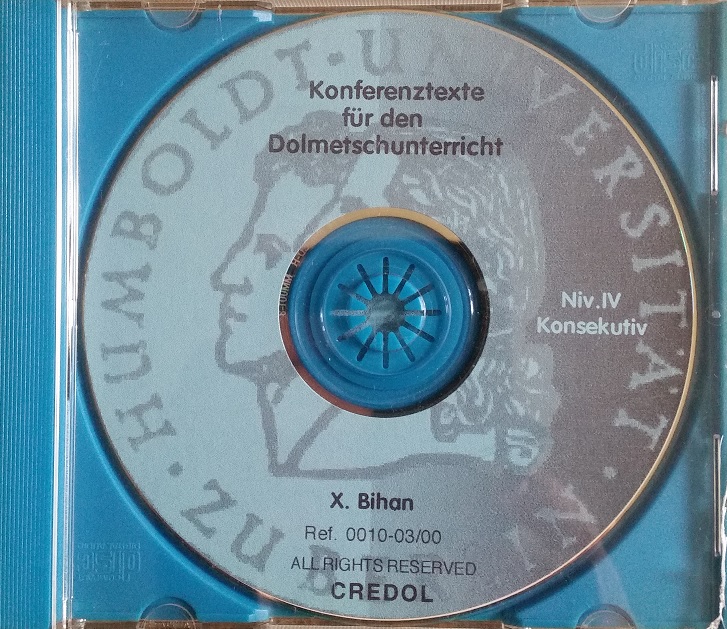 HUMBOLDT · UNIVERSITÄT · ZU BER
Konferenztexte
für den
Dolmetschunterricht
Niv.IV
Konsekutiv
X. Bihan
Ref. 0010-03/00
ALL RIGHTS RESERVED
CREDOL